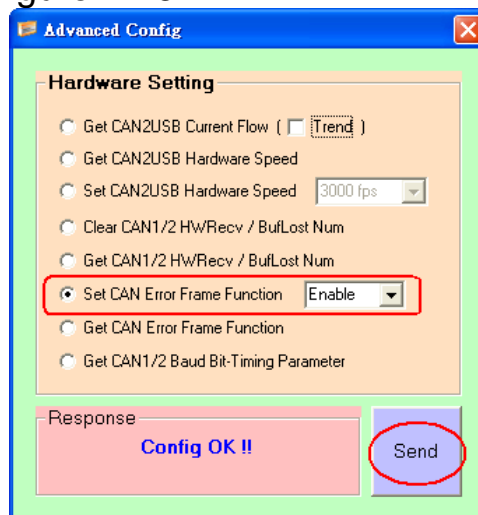 Advanced Config
Hardware Setting
Get CAN2USB Current Flow ( Trend )
Get CAN2USB Hardware Speed
Set CAN2USB Hardware Speed 3000 fps
Clear CAN1/2 HWRecv / BufLost Num
Get CAN1/2 HWRecv / BufLost Num
Set CAN Error Frame Function Enable
Get CAN Error Frame Function
Get CAN1/2 Baud Bit-Timing Parameter
Response
Config OK !!
Send